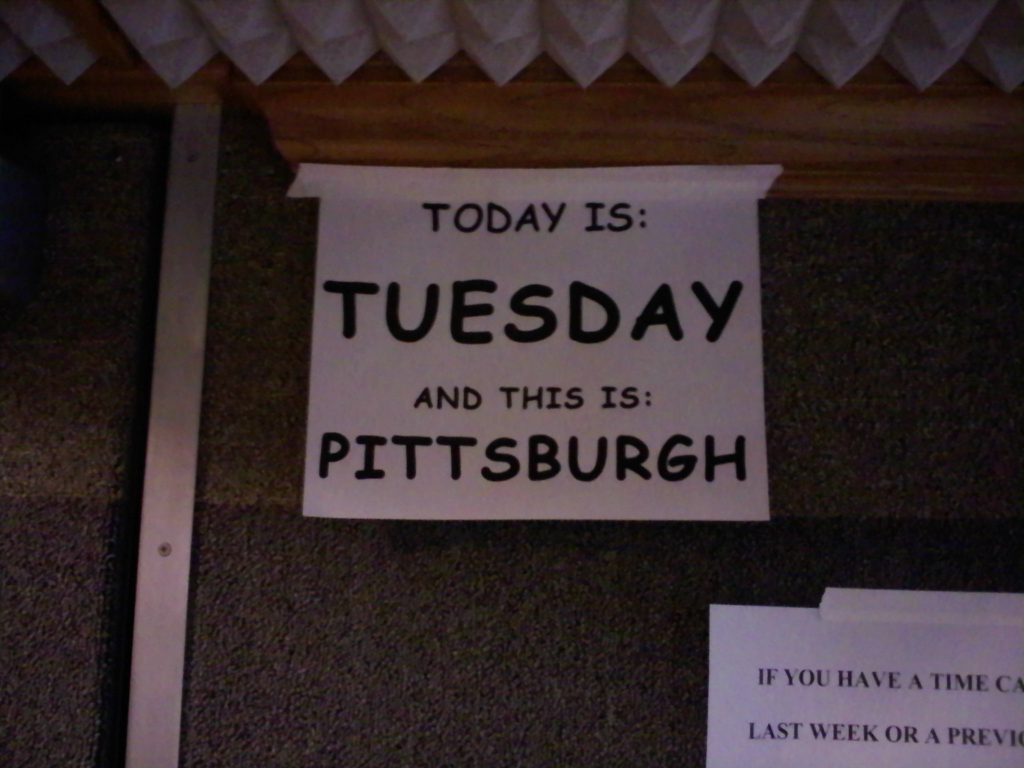 TODAY IS:
TUESDAY
AND THIS IS:
PITTSBURGH
IF YOU HAVE A TIME
LAST WEEK OR A